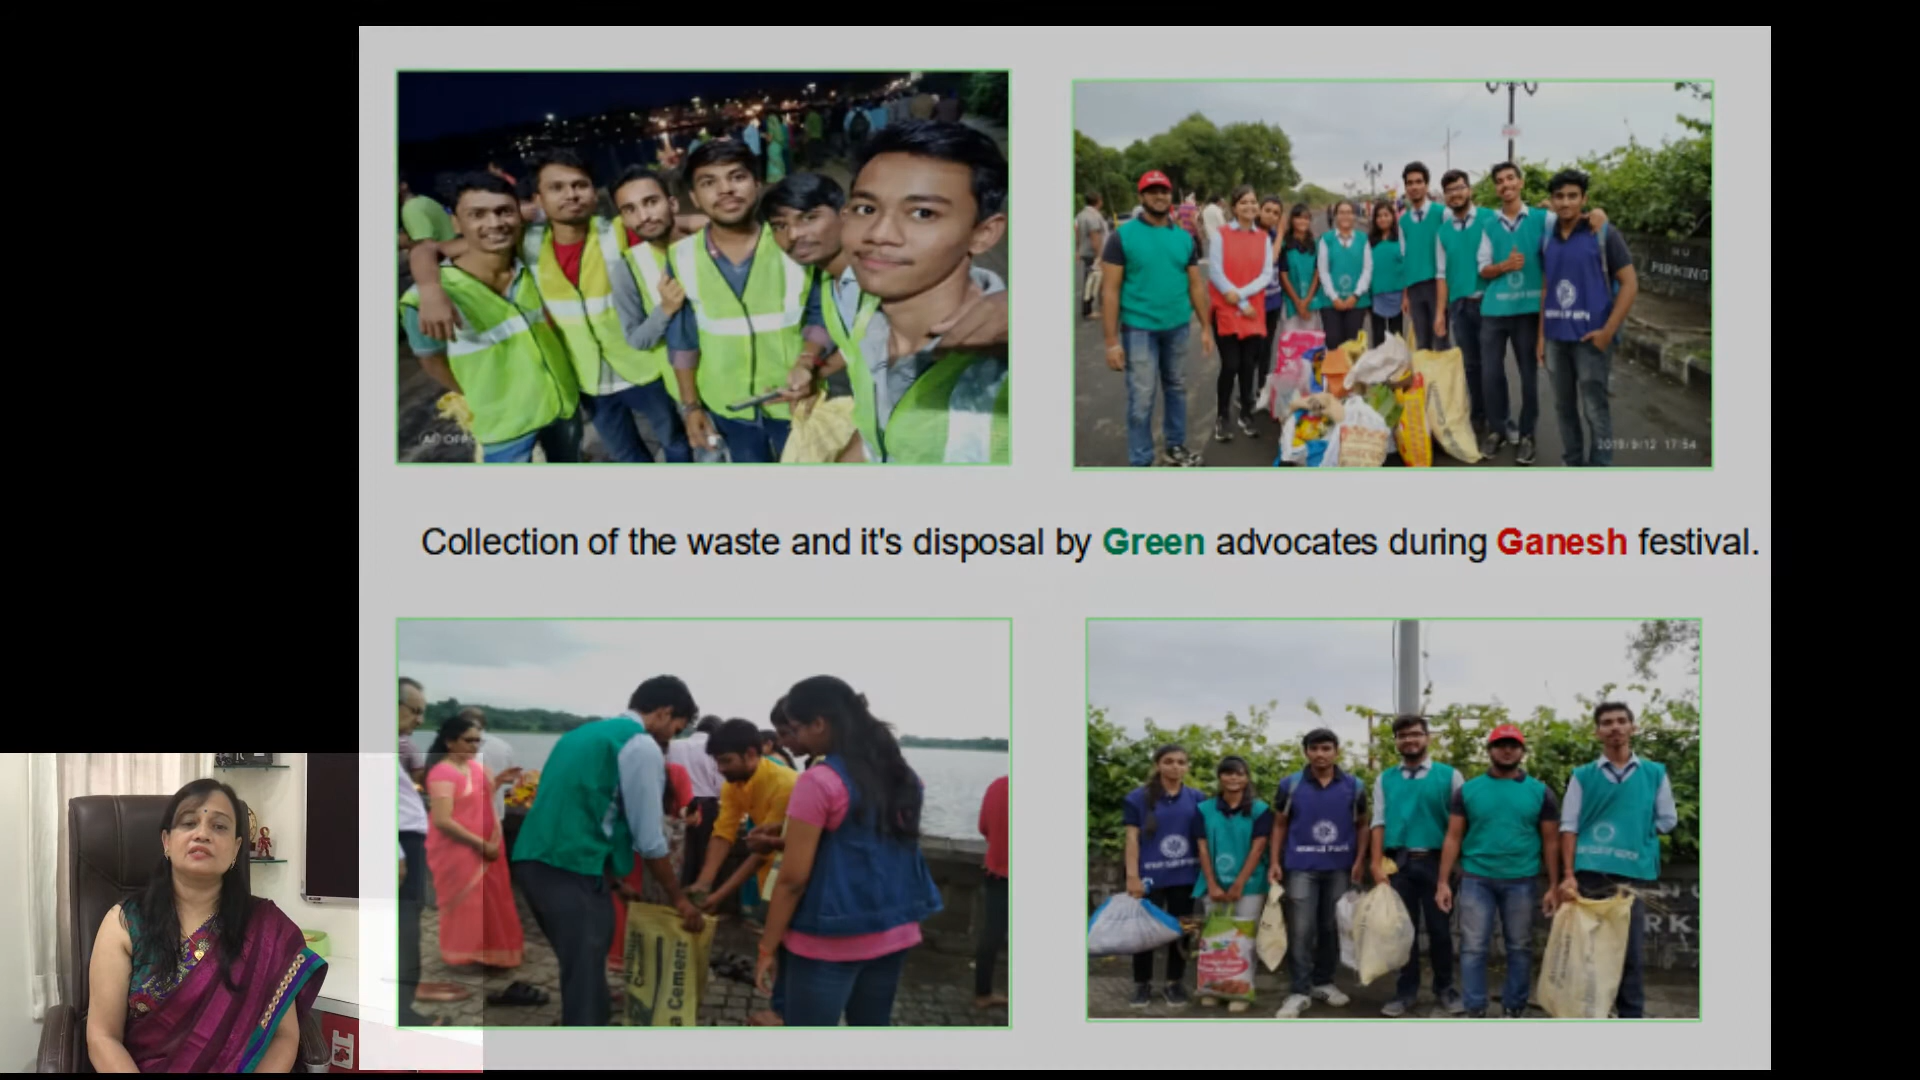 PARKING
2019/9/12 17:54
Collection of the waste and it's disposal by Green advocates during Ganesh festival.
Cement